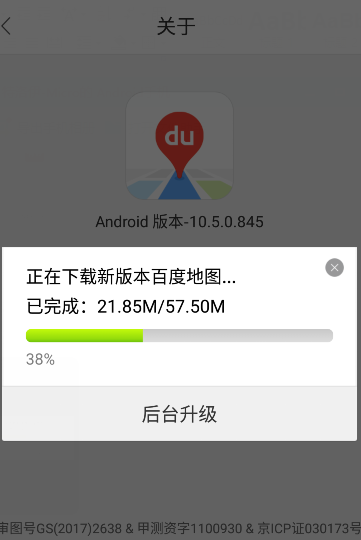 关于
du
Android 版本-10.5.0.845
正在下载新版本百度地图...
已完成：21.85M/57.50M
38%
后台升级
审图号GS(2017)2638 & 甲测资字1100930 & 京ICP证030173号